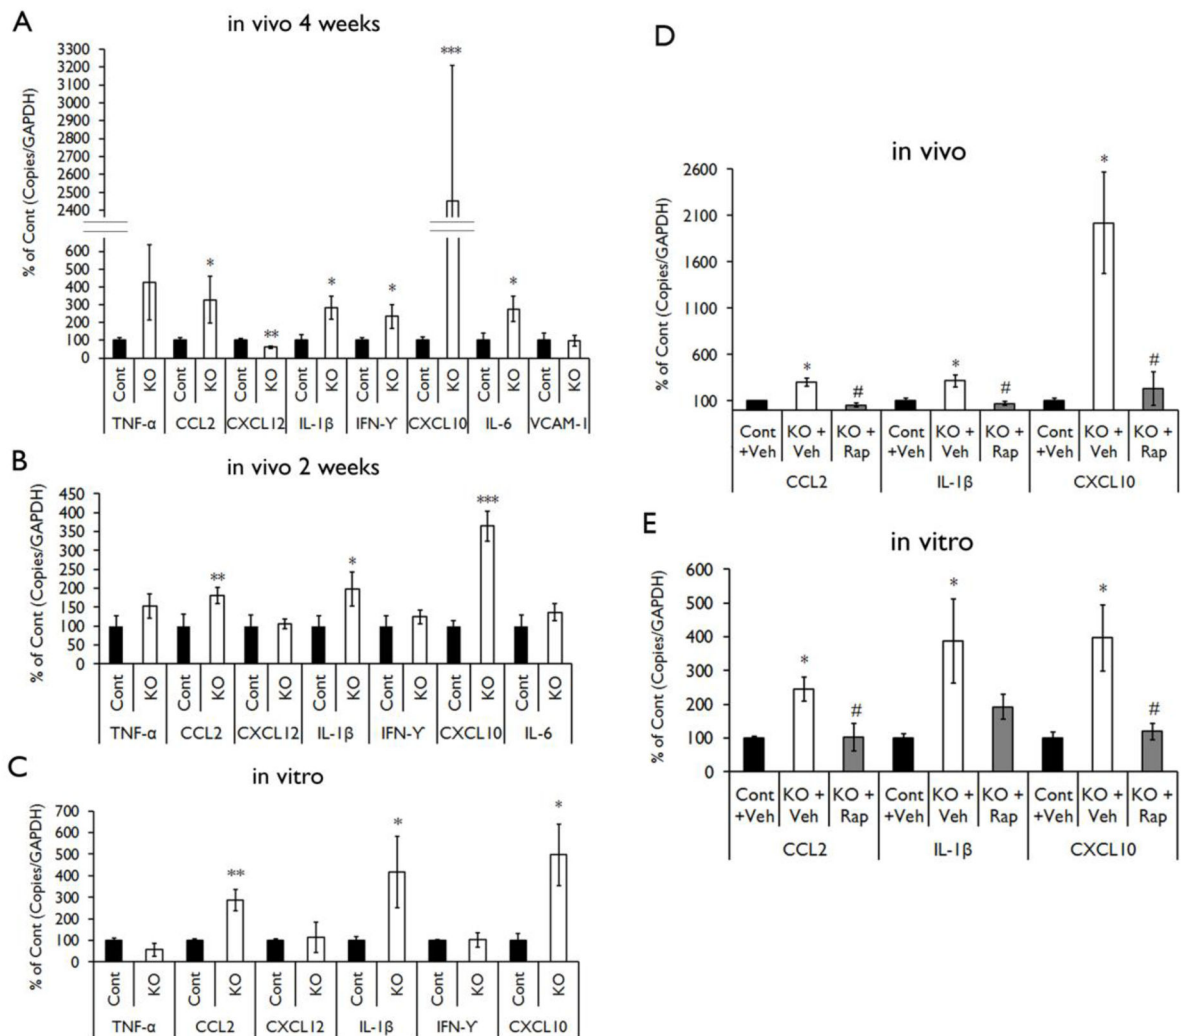 A
in vivo 4 weeks
% of Cont (Copies/GAPDH)
3300
3200
3100
3000
2900
2800
2700
2600
2500
2400
600
500
400
300
200
100
0
* ** * * *** *
Cont KO Cont KO Cont KO Cont KO Cont KO Cont KO Cont KO Cont KO
TNF-α CCL2 CXCL12 IL-1β IFN-ϒ CXCL10 IL-6 VCAM-1
B
in vivo 2 weeks
% of Cont (Copies/GAPDH)
450
400
350
300
250
200
150
100
50
0
** * ***
Cont KO Cont KO Cont KO Cont KO Cont KO Cont KO Cont KO
TNF-α CCL2 CXCL12 IL-1β IFN-ϒ CXCL10 IL-6
C
in vitro
% of Cont (Copies/GAPDH)
700
600
500
400
300
200
100
0
** * *
Cont KO Cont KO Cont KO Cont KO Cont KO Cont KO
TNF-α CCL2 CXCL12 IL-1β IFN-ϒ CXCL10
D
in vivo
% of Cont (Copies/GAPDH)
2600
2100
1600
1100
600
100
* # * # * #
Cont KO + KO + Cont KO + KO + Cont KO + KO +
+Veh Veh Rap +Veh Veh Rap +Veh Veh Rap
CCL2 IL-1β CXCL10
E
in vitro
% of Cont (Copies/GAPDH)
600
500
400
300
200
100
0
* # * * #
Cont KO + KO + Cont KO + KO + Cont KO + KO +
+Veh Veh Rap +Veh Veh Rap +Veh Veh Rap
CCL2 IL-1β CXCL10